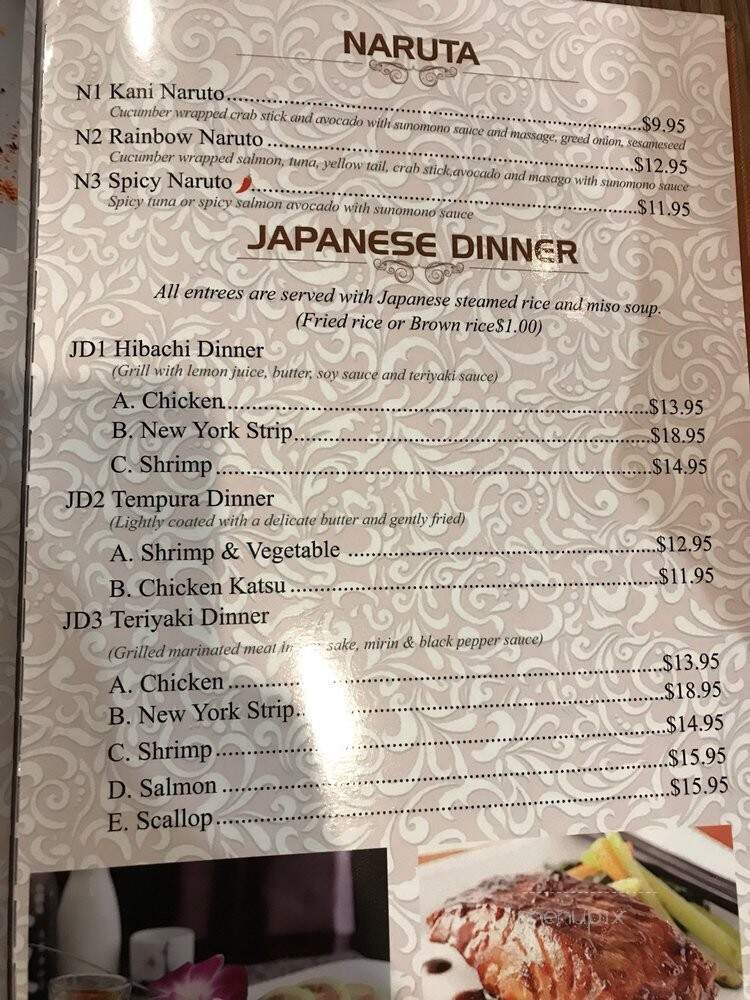 NARUTA
N1 Kani Naruto $9.95
Cucumber wrapped crab stick and avocado with sunomono sauce and massage, greed onion, sesameseed
N2 Rainbow Naruto $12.95
Cucumber wrapped salmon, tuna, yellow tail, crab stick,avocado and masago with sunomono sauce
N3 Spicy Naruto $11.95
Spicy tuna or spicy salmon avocado with sunomono sauce
JAPANESE DINNER
All entrees are served with Japanese steamed rice and miso soup.
(Fried rice or Brown rice$1.00)
JD1 Hibachi Dinner
(Grill with lemon juice, butter, soy sauce and teriyaki sauce)
A. Chicken $13.95
B. New York Strip $18.95
C. Shrimp $14.95
JD2 Tempura Dinner
(Lightly coated with a delicate butter and gently fried)
A. Shrimp & Vegetable $12.95
B. Chicken Katsu $11.95
JD3 Teriyaki Dinner
(Grilled marinated meat in sake, mirin & black pepper sauce)
A. Chicken $13.95
B. New York Strip $18.95
C. Shrimp $14.95
D. Salmon $15.95
E. Scallop $15.95
menupix